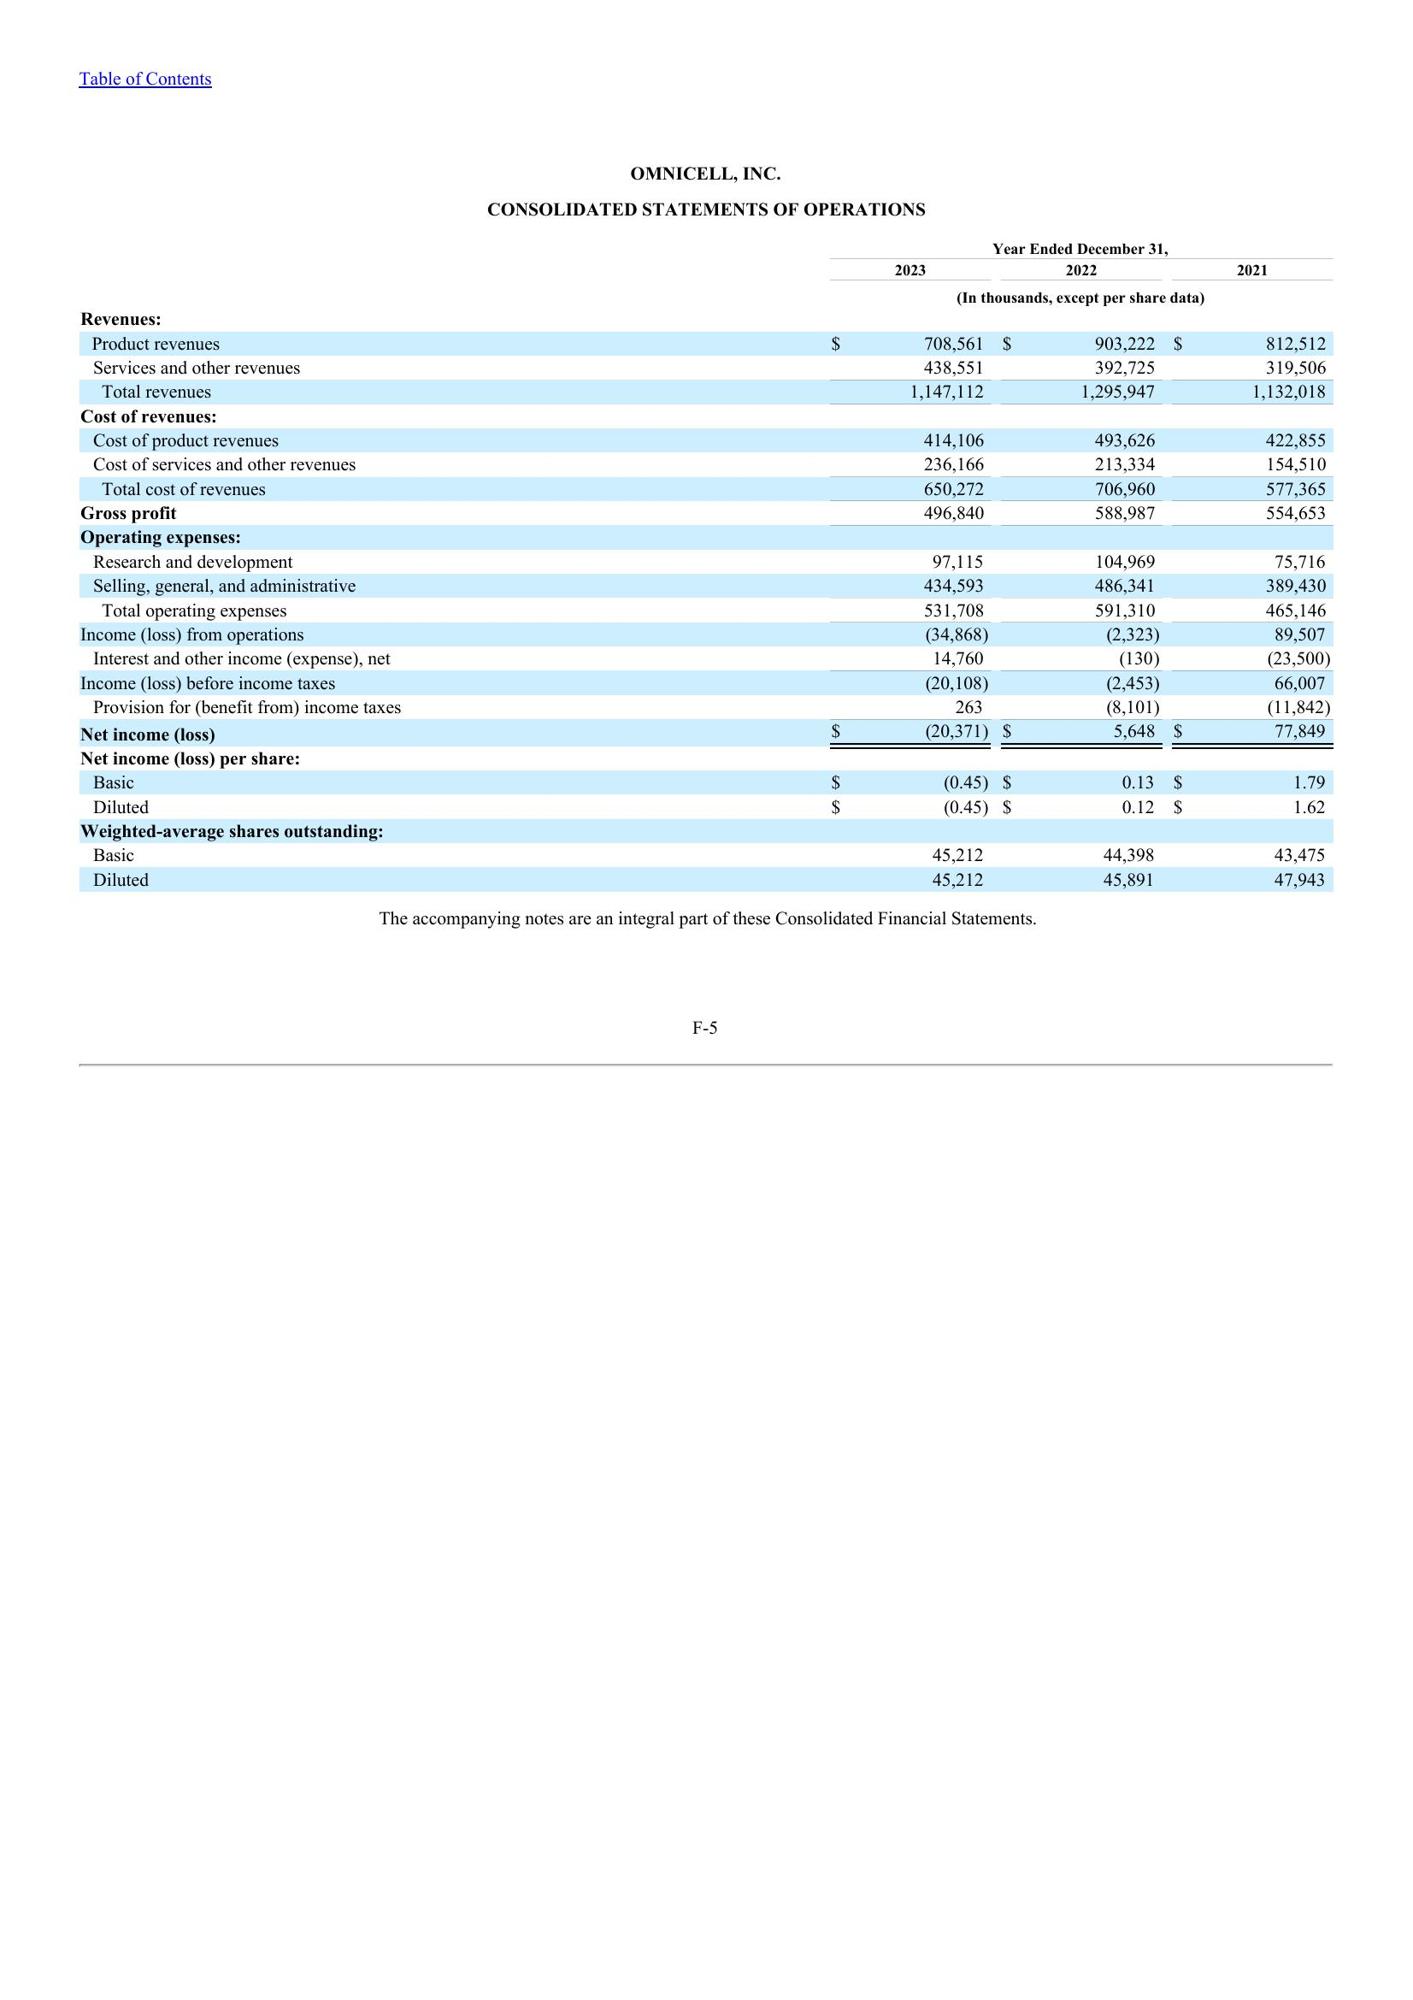 Table of Contents
OMNICELL, INC.
CONSOLIDATED STATEMENTS OF OPERATIONS
Year Ended December 31,
2023 2022 2021
(In thousands, except per share data)
Revenues:
Product revenues $ 708,561 $ 903,222 $ 812,512
Services and other revenues 438,551 392,725 319,506
Total revenues 1,147,112 1,295,947 1,132,018
Cost of revenues:
Cost of product revenues 414,106 493,626 422,855
Cost of services and other revenues 236,166 213,334 154,510
Total cost of revenues 650,272 706,960 577,365
Gross profit 496,840 588,987 554,653
Operating expenses:
Research and development 97,115 104,969 75,716
Selling, general, and administrative 434,593 486,341 389,430
Total operating expenses 531,708 591,310 465,146
Income (loss) from operations (34,868) (2,323) 89,507
Interest and other income (expense), net 14,760 (130) (23,500)
Income (loss) before income taxes (20,108) (2,453) 66,007
Provision for (benefit from) income taxes 263 (8,101) (11,842)
Net income (loss) $ (20,371) $ 5,648 $ 77,849
Net income (loss) per share:
Basic $ (0.45) $ 0.13 $ 1.79
Diluted $ (0.45) $ 0.12 $ 1.62
Weighted-average shares outstanding:
Basic 45,212 44,398 43,475
Diluted 45,212 45,891 47,943
The accompanying notes are an integral part of these Consolidated Financial Statements.
F-5